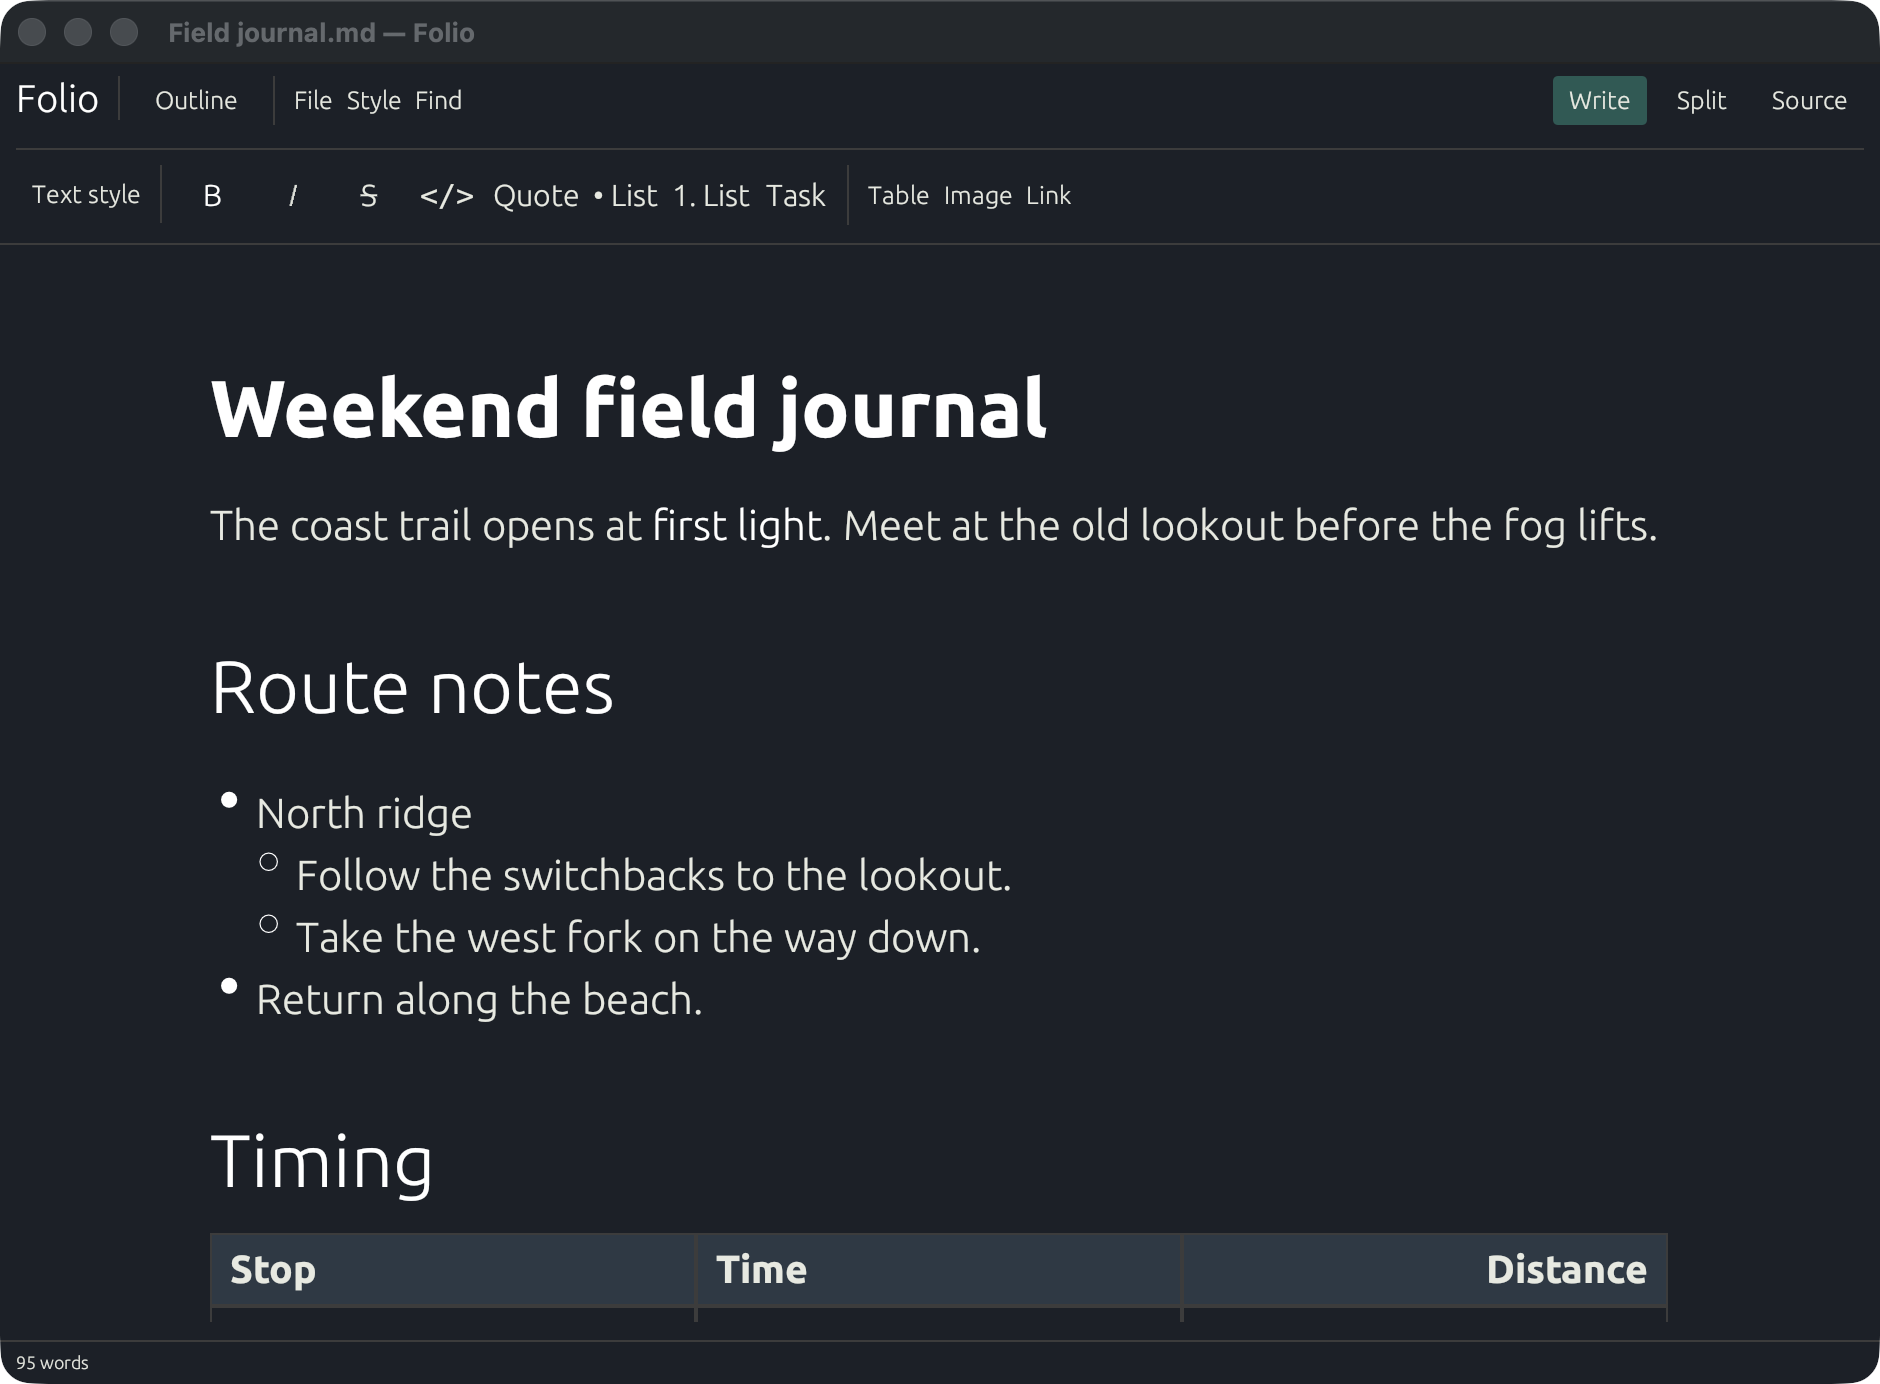 Field journal.md — Folio
Folio Outline File Style Find Write Split Source
Text style B I S </> Quote • List 1. List Task Table Image Link
Weekend field journal
The coast trail opens at first light. Meet at the old lookout before the fog lifts.
Route notes
• North ridge
○ Follow the switchbacks to the lookout.
○ Take the west fork on the way down.
• Return along the beach.
Timing
Stop Time Distance
95 words